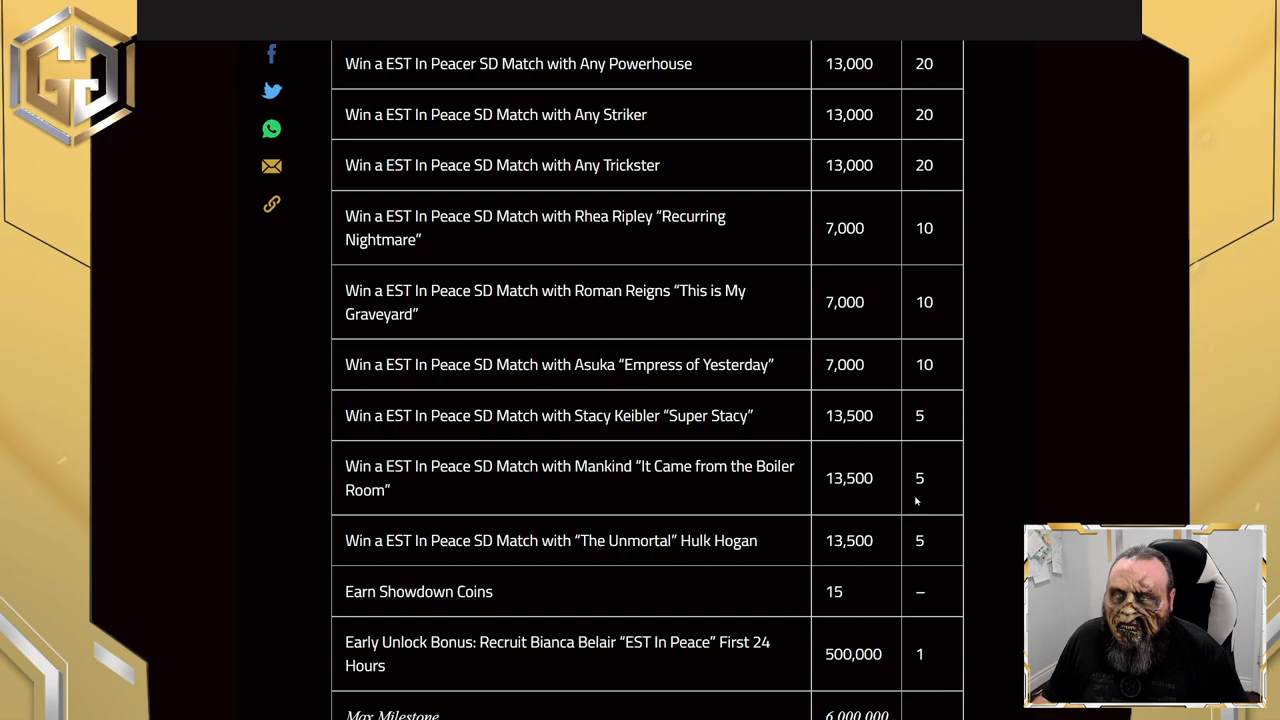 GD
Win a EST In Peacer SD Match with Any Powerhouse 13,000 20
Win a EST In Peace SD Match with Any Striker 13,000 20
Win a EST In Peace SD Match with Any Trickster 13,000 20
Win a EST In Peace SD Match with Rhea Ripley “Recurring
Nightmare” 7,000 10
Win a EST In Peace SD Match with Roman Reigns “This is My
Graveyard” 7,000 10
Win a EST In Peace SD Match with Asuka “Empress of Yesterday” 7,000 10
Win a EST In Peace SD Match with Stacy Keibler “Super Stacy” 13,500 5
Win a EST In Peace SD Match with Mankind “It Came from the Boiler
Room” 13,500 5
Win a EST In Peace SD Match with “The Unmortal” Hulk Hogan 13,500 5
Earn Showdown Coins 15 –
Early Unlock Bonus: Recruit Bianca Belair “EST In Peace” First 24
Hours 500,000 1
Max Milestone 6,000,000